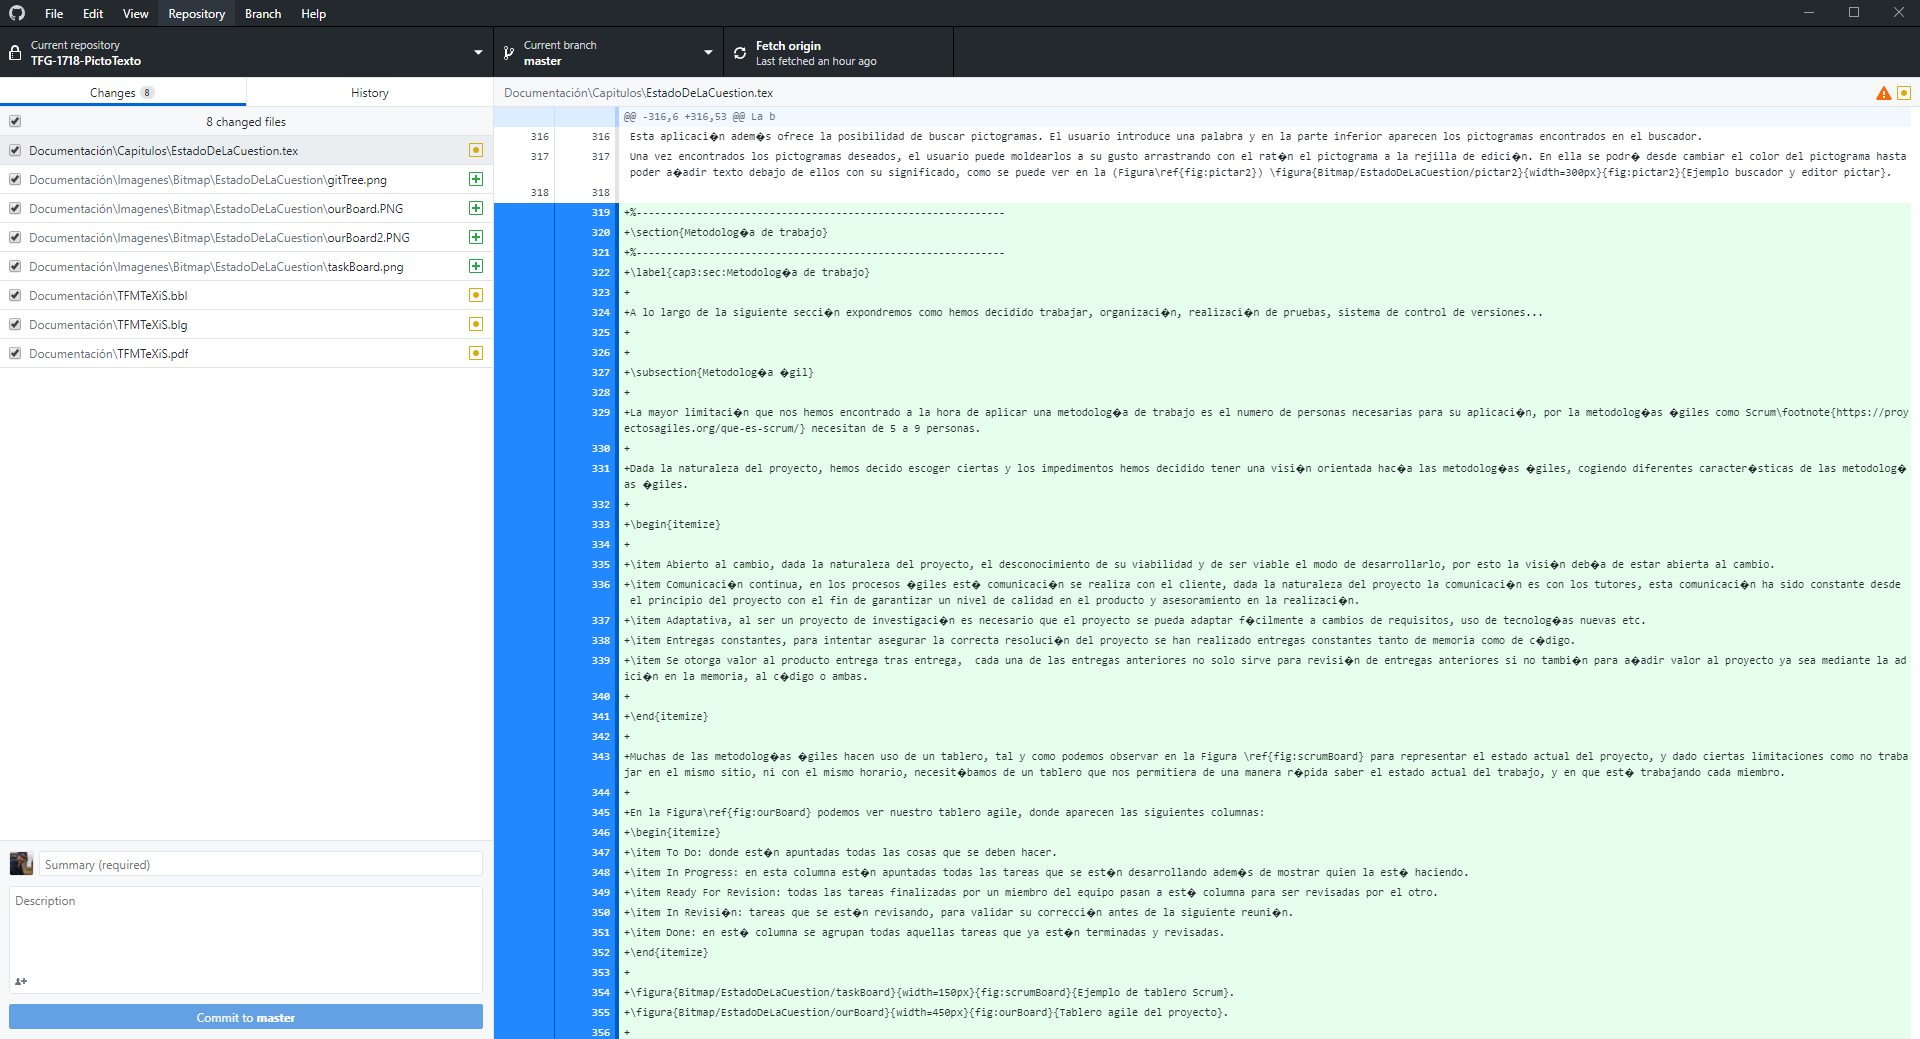 File Edit View Repository Branch Help
Current repository
TFG-1718-PictoTexto
Current branch
master
Fetch origin
Last fetched an hour ago
Changes 8
History
8 changed files
Documentación\Capitulos\EstadoDeLaCuestion.tex
Documentación\Imagenes\Bitmap\EstadoDeLaCuestion\gitTree.png
Documentación\Imagenes\Bitmap\EstadoDeLaCuestion\ourBoard.PNG
Documentación\Imagenes\Bitmap\EstadoDeLaCuestion\ourBoard2.PNG
Documentación\Imagenes\Bitmap\EstadoDeLaCuestion\taskBoard.png
Documentación\TFMTeXiS.bbl
Documentación\TFMTeXiS.blg
Documentación\TFMTeXiS.pdf
Summary (required)
Description
Commit to master
Documentación\Capitulos\EstadoDeLaCuestion.tex
@@ -316,6 +316,53 @@ La b
316 316 Esta aplicaci�n adem�s ofrece la posibilidad de buscar pictogramas. El usuario introduce una palabra y en la parte inferior aparecen los pictogramas encontrados en el buscador.
317 317 Una vez encontrados los pictogramas deseados, el usuario puede moldearlos a su gusto arrastrando con el rat�n el pictograma a la rejilla de edici�n. En ella se podr� desde cambiar el color del pictograma hasta
poder a�adir texto debajo de ellos con su significado, como se puede ver en la (Figura\ref{fig:pictar2}) \figura{Bitmap/EstadoDeLaCuestion/pictar2}{width=300px}{fig:pictar2}{Ejemplo buscador y editor pictar}.
318 318
319 +%-------------------------------------------------------------
320 +\section{Metodolog�a de trabajo}
321 +%-------------------------------------------------------------
322 +\label{cap3:sec:Metodolog�a de trabajo}
323 +
324 +A lo largo de la siguiente secci�n expondremos como hemos decidido trabajar, organizaci�n, realizaci�n de pruebas, sistema de control de versiones...
325 +
326 +
327 +\subsection{Metodolog�a �gil}
328 +
329 +La mayor limitaci�n que nos hemos encontrado a la hora de aplicar una metodolog�a de trabajo es el numero de personas necesarias para su aplicaci�n, por la metodolog�as �giles como Scrum\footnote{https://proy
ectosagiles.org/que-es-scrum/} necesitan de 5 a 9 personas.
330 +
331 +Dada la naturaleza del proyecto, hemos decido escoger ciertas y los impedimentos hemos decidido tener una visi�n orientada hac�a las metodolog�as �giles, cogiendo diferentes caracter�sticas de las metodolog�
as �giles.
332 +
333 +\begin{itemize}
334 +
335 +\item Abierto al cambio, dada la naturaleza del proyecto, el desconocimiento de su viabilidad y de ser viable el modo de desarrollarlo, por esto la visi�n deb�a de estar abierta al cambio.
336 +\item Comunicaci�n continua, en los procesos �giles est� comunicaci�n se realiza con el cliente, dada la naturaleza del proyecto la comunicaci�n es con los tutores, esta comunicaci�n ha sido constante desde
el principio del proyecto con el fin de garantizar un nivel de calidad en el producto y asesoramiento en la realizaci�n.
337 +\item Adaptativa, al ser un proyecto de investigaci�n es necesario que el proyecto se pueda adaptar f�cilmente a cambios de requisitos, uso de tecnolog�as nuevas etc.
338 +\item Entregas constantes, para intentar asegurar la correcta resoluci�n del proyecto se han realizado entregas constantes tanto de memoria como de c�digo.
339 +\item Se otorga valor al producto entrega tras entrega,  cada una de las entregas anteriores no solo sirve para revisi�n de entregas anteriores si no tambi�n para a�adir valor al proyecto ya sea mediante la ad
ici�n en la memoria, al c�digo o ambas.
340 +
341 +\end{itemize}
342 +
343 +Muchas de las metodolog�as �giles hacen uso de un tablero, tal y como podemos observar en la Figura \ref{fig:scrumBoard} para representar el estado actual del proyecto, y dado ciertas limitaciones como no traba
jar en el mismo sitio, ni con el mismo horario, necesit�bamos de un tablero que nos permitiera de una manera r�pida saber el estado actual del trabajo, y en que est� trabajando cada miembro.
344 +
345 +En la Figura\ref{fig:ourBoard} podemos ver nuestro tablero agile, donde aparecen las siguientes columnas:
346 +\begin{itemize}
347 +\item To Do: donde est�n apuntadas todas las cosas que se deben hacer.
348 +\item In Progress: en esta columna est�n apuntadas todas las tareas que se est�n desarrollando adem�s de mostrar quien la est� haciendo.
349 +\item Ready For Revision: todas las tareas finalizadas por un miembro del equipo pasan a est� columna para ser revisadas por el otro.
350 +\item In Revisi�n: tareas que se est�n revisando, para validar su correcci�n antes de la siguiente reuni�n.
351 +\item Done: en est� columna se agrupan todas aquellas tareas que ya est�n terminadas y revisadas.
352 +\end{itemize}
353 +
354 +\figura{Bitmap/EstadoDeLaCuestion/taskBoard}{width=150px}{fig:scrumBoard}{Ejemplo de tablero Scrum}.
355 +\figura{Bitmap/EstadoDeLaCuestion/ourBoard}{width=450px}{fig:ourBoard}{Tablero agile del proyecto}.
356 +